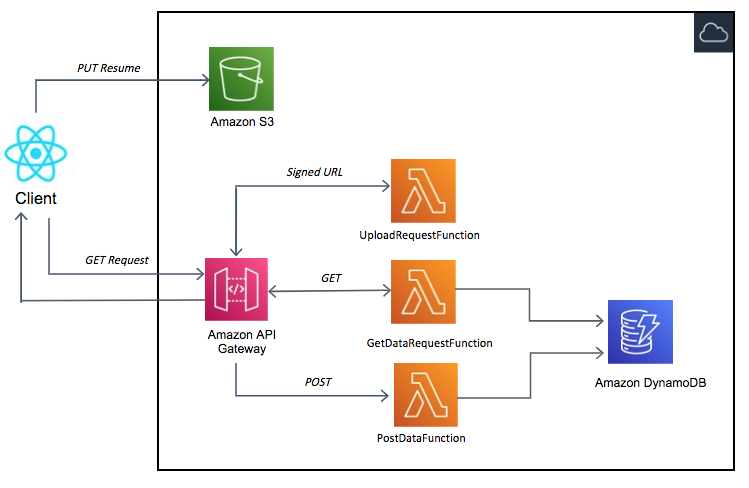 PUT Resume
Amazon S3
Signed URL
Client
UploadRequestFunction
GET Request
GET
Amazon API
Gateway
GetDataRequestFunction
POST
Amazon DynamoDB
PostDataFunction